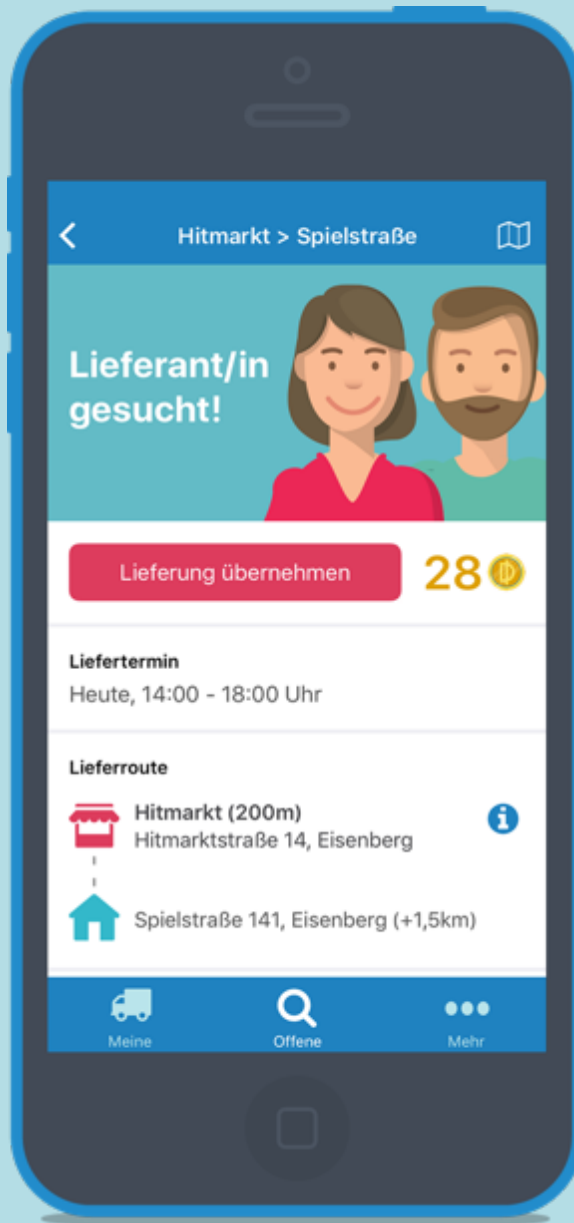 Hitmarkt > Spielstraße
Lieferant/in
gesucht!
Lieferung übernehmen
28
Liefertermin
Heute, 14:00 - 18:00 Uhr
Lieferroute
Hitmarkt (200m)
Hitmarktstraße 14, Eisenberg
Spielstraße 141, Eisenberg (+1,5km)
Meine
Offene
Mehr